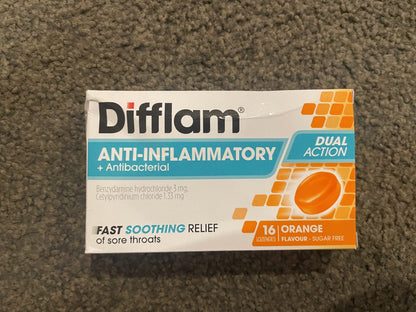 Difflam®
ANTI-INFLAMMATORY
+ Antibacterial
DUAL
ACTION
Benzydamine hydrochloride 3 mg,
Cetylpyridinium chloride 1.33 mg
FAST SOOTHING RELIEF
of sore throats
16
LOZENGES
ORANGE
FLAVOUR - SUGAR FREE